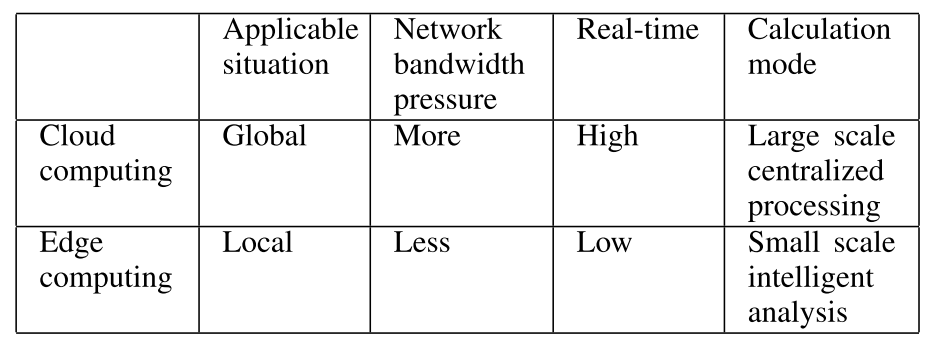 Applicable situation Network bandwidth pressure Real-time Calculation mode
Cloud computing Global More High Large scale centralized processing
Edge computing Local Less Low Small scale intelligent analysis